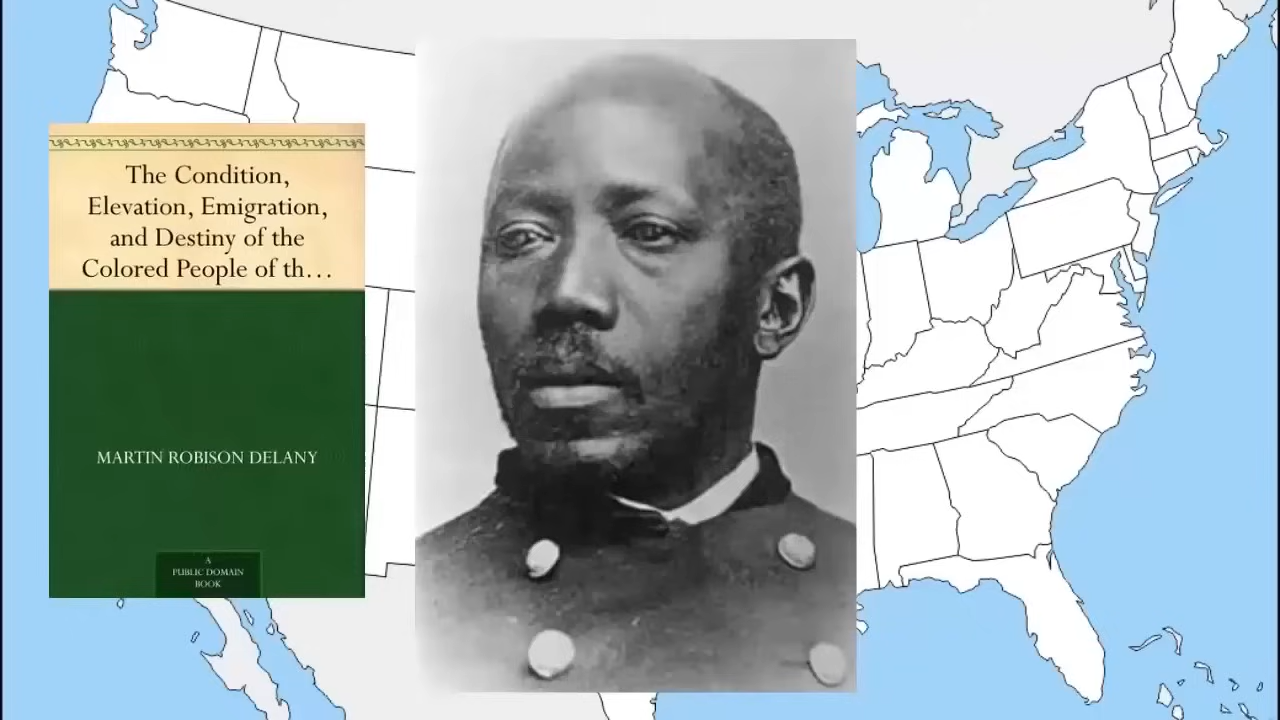 The Condition,
Elevation, Emigration,
and Destiny of the
Colored People of th…
MARTIN ROBISON DELANY
A
PUBLIC DOMAIN
BOOK